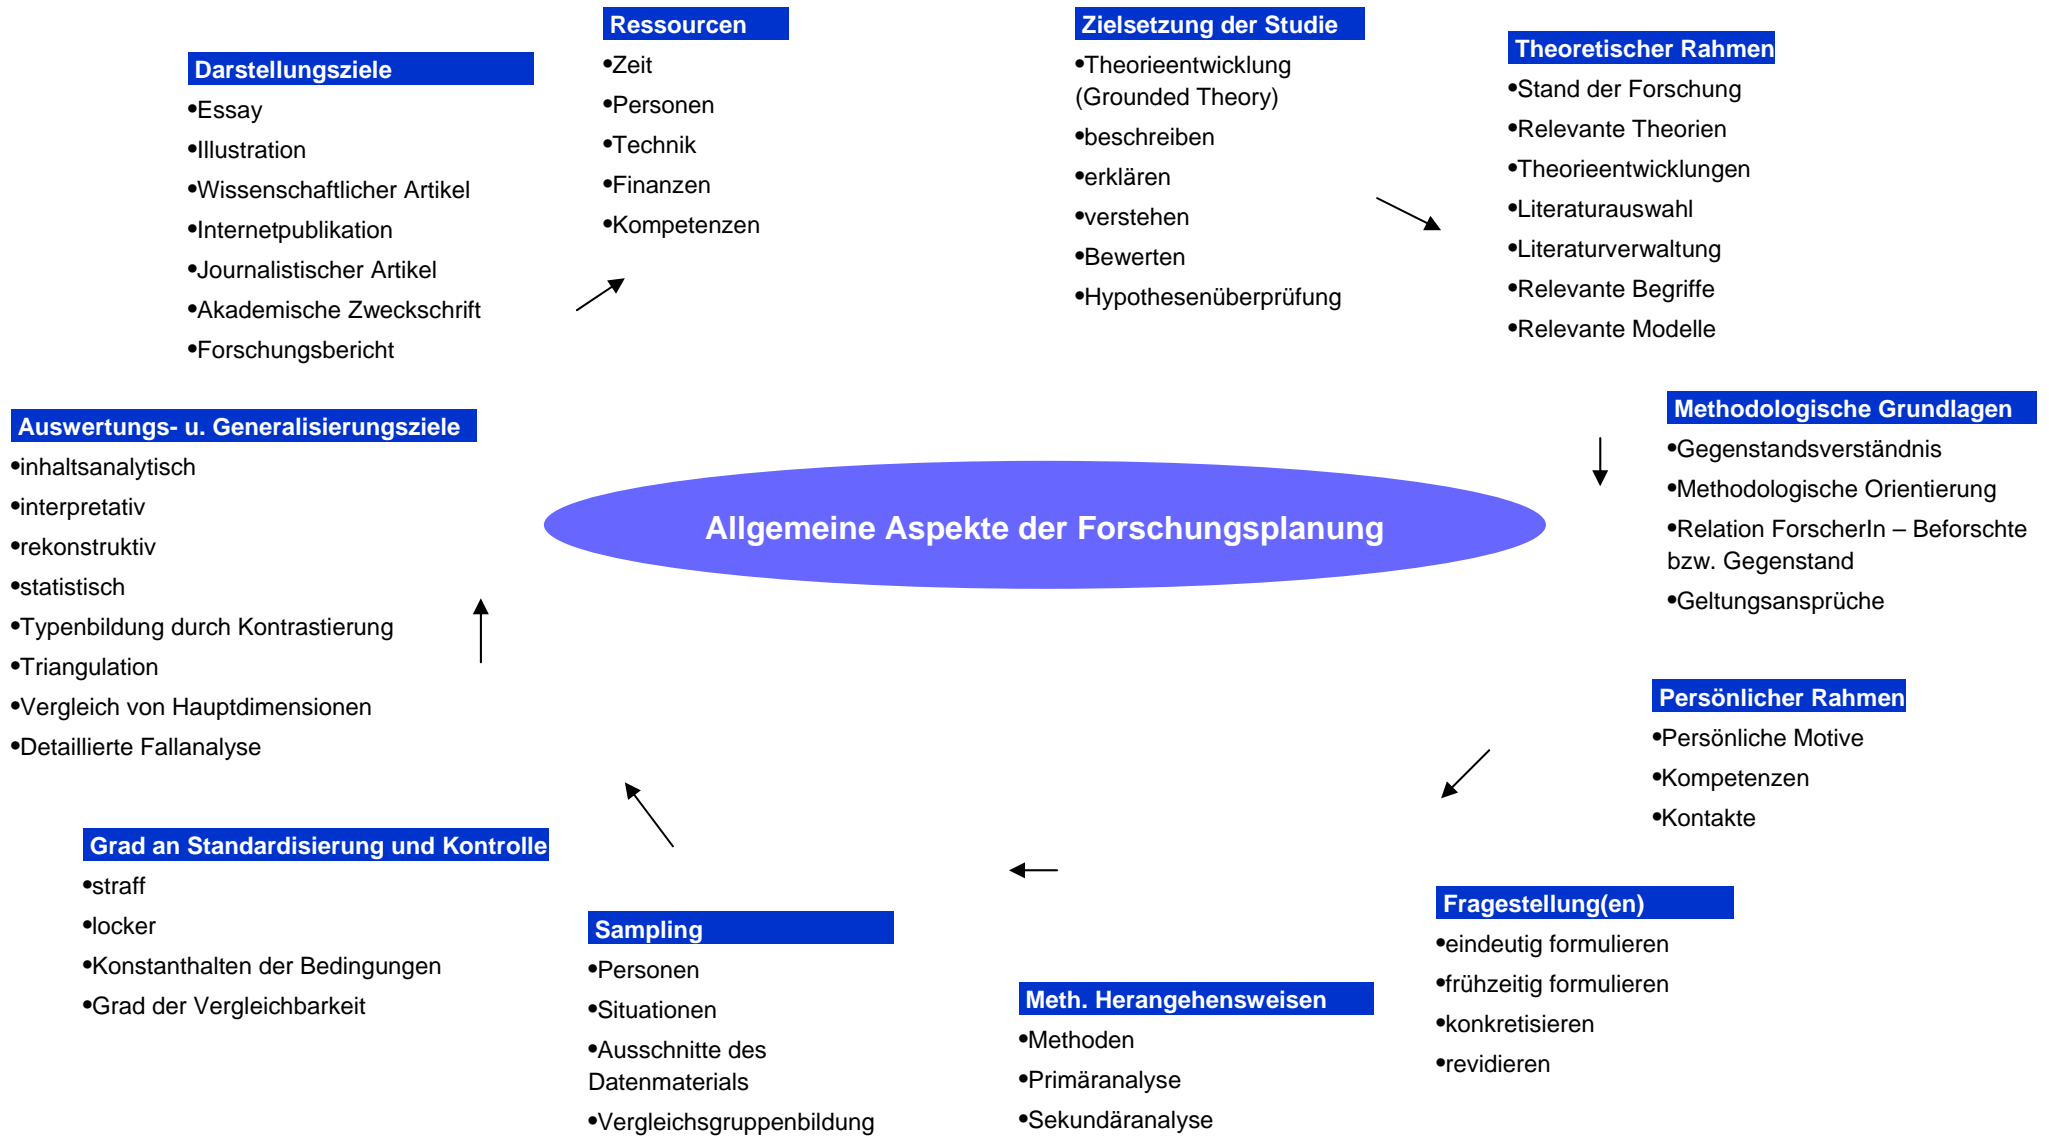 Ressourcen
•Zeit
•Personen
•Technik
•Finanzen
•Kompetenzen
Zielsetzung der Studie
•Theorieentwicklung
(Grounded Theory)
•beschreiben
•erklären
•verstehen
•Bewerten
•Hypothesenüberprüfung
Theoretischer Rahmen
•Stand der Forschung
•Relevante Theorien
•Theorieentwicklungen
•Literaturauswahl
•Literaturverwaltung
•Relevante Begriffe
•Relevante Modelle
Darstellungsziele
•Essay
•Illustration
•Wissenschaftlicher Artikel
•Internetpublikation
•Journalistischer Artikel
•Akademische Zweckschrift
•Forschungsbericht
Auswertungs- u. Generalisierungsziele
•inhaltsanalytisch
•interpretativ
•rekonstruktiv
•statistisch
•Typenbildung durch Kontrastierung
•Triangulation
•Vergleich von Hauptdimensionen
•Detaillierte Fallanalyse
Allgemeine Aspekte der Forschungsplanung
Methodologische Grundlagen
•Gegenstandsverständnis
•Methodologische Orientierung
•Relation ForscherIn – Beforschte
bzw. Gegenstand
•Geltungsansprüche
Persönlicher Rahmen
•Persönliche Motive
•Kompetenzen
•Kontakte
Grad an Standardisierung und Kontrolle
•straff
•locker
•Konstanthalten der Bedingungen
•Grad der Vergleichbarkeit
Sampling
•Personen
•Situationen
•Ausschnitte des
Datenmaterials
•Vergleichsgruppenbildung
Meth. Herangehensweisen
•Methoden
•Primäranalyse
•Sekundäranalyse
Fragestellung(en)
•eindeutig formulieren
•frühzeitig formulieren
•konkretisieren
•revidieren